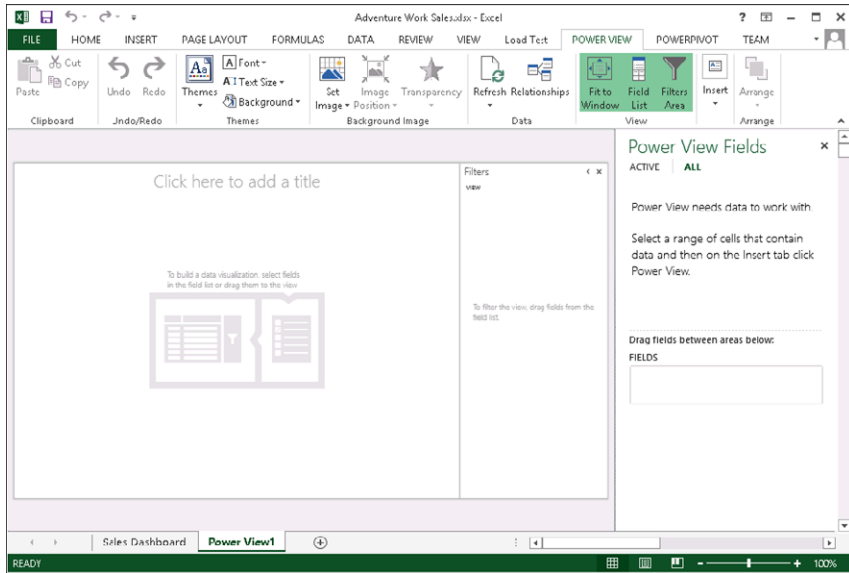 Adventure Work Sales.xlsx - Excel
FILE HOME INSERT PAGE LAYOUT FORMULAS DATA REVIEW VIEW Load Test POWER VIEW POWERPIVOT TEAM
Paste
Cut
Copy
Clipboard
Undo Redo
Undo/Redo
Themes
Font
Text Size
Background
Themes
Set Image
Image Position
Transparency
Background Image
Refresh Relationships
Data
Fit to Window
Field List
Filters Area
View
Insert
Arrange
Arrange
Click here to add a title
To build a data visualization, select fields
in the field list or drag them to the view
Filters
VIEW
To filter the view, drag fields from the
field list.
Power View Fields
ACTIVE ALL
Power View needs data to work with.
Select a range of cells that contain
data and then on the Insert tab click
Power View.
Drag fields between areas below:
FIELDS
Sales Dashboard Power View1
READY
100%